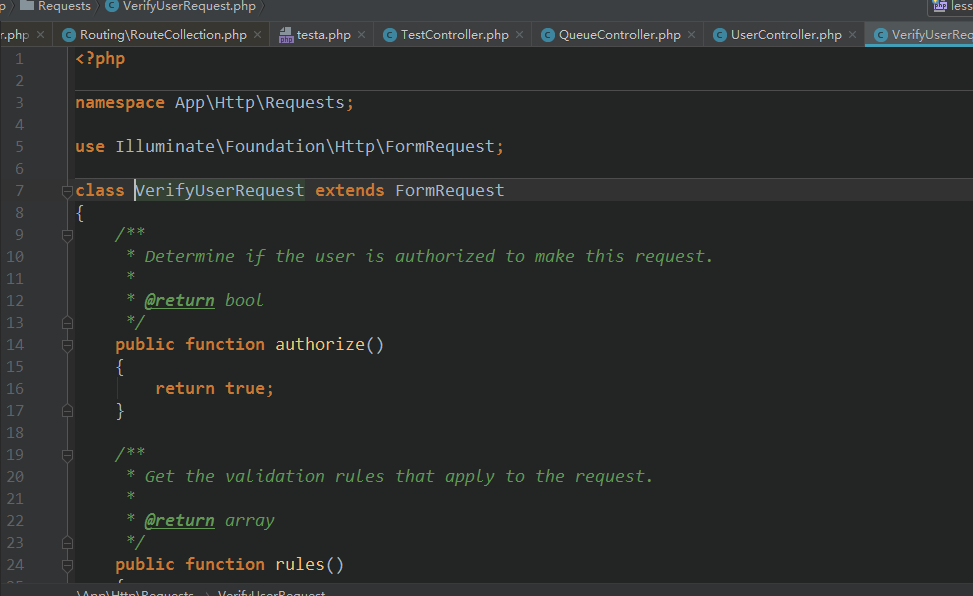 Requests VerifyUserRequest.php
.php Routing\RouteCollection.php testa.php TestController.php QueueController.php UserController.php VerifyUserReq
1 <?php
2
3 namespace App\Http\Requests;
4
5 use Illuminate\Foundation\Http\FormRequest;
6
7 class VerifyUserRequest extends FormRequest
8 {
9 /**
10 * Determine if the user is authorized to make this request.
11 *
12 * @return bool
13 */
14 public function authorize()
15 {
16 return true;
17 }
18
19 /**
20 * Get the validation rules that apply to the request.
21 *
22 * @return array
23 */
24 public function rules()
\App\Http\Requests VerifyUserRequest